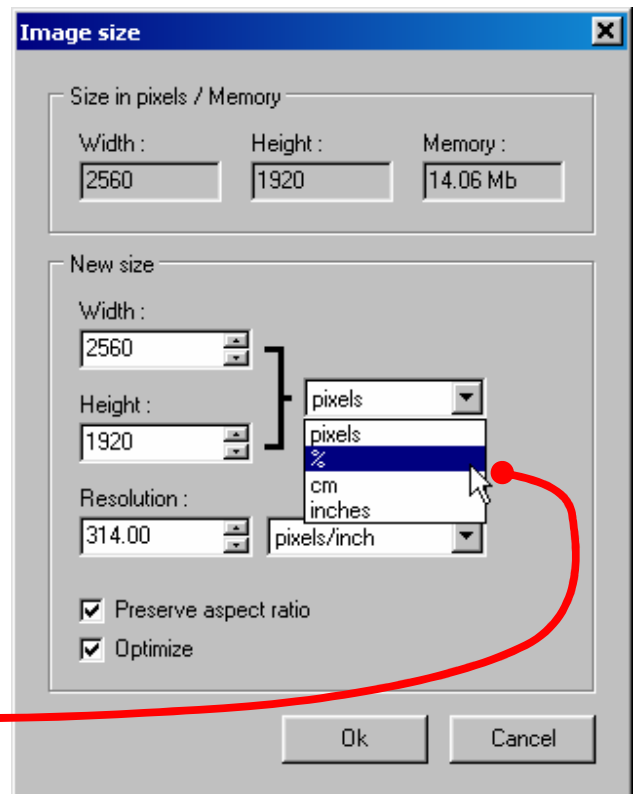 Image size
Size in pixels / Memory
Width : Height : Memory :
2560 1920 14.06 Mb
New size
Width :
2560
Height : pixels
1920 pixels
%
cm
Resolution : inches
314.00 pixels/inch
Preserve aspect ratio
Optimize
Ok Cancel